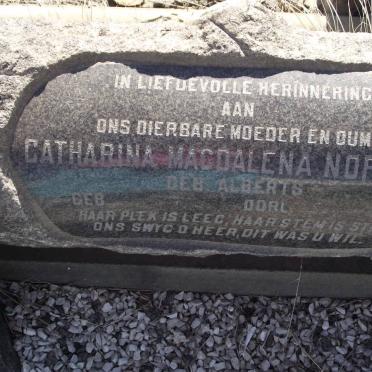 IN LIEFDEVOLLE HERINNERING
AAN
ONS DIERBARE MOEDER EN OUM
CATHARINA MAGDALENA NOR
GEB ALBERTS
GEB OORL
HAAR PLEK IS LEEG, HAAR STEM IS
ONS SWYG O HEER, DIT WAS U WIL.